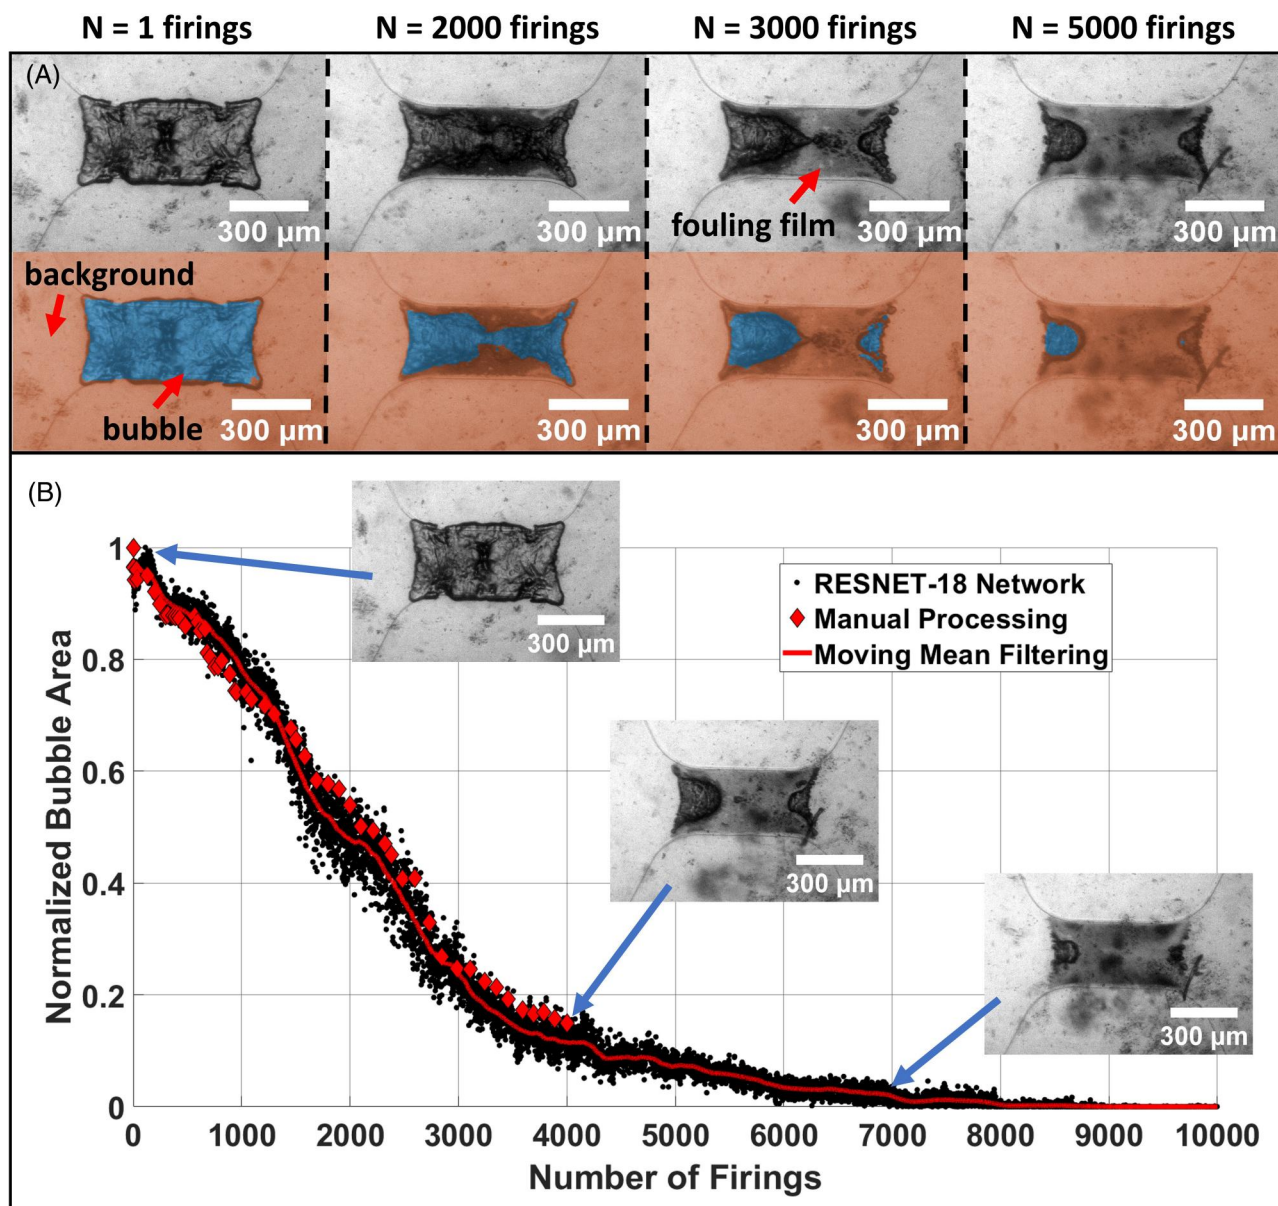 N = 1 firings N = 2000 firings N = 3000 firings N = 5000 firings
(A)
fouling film
300 µm 300 µm 300 µm 300 µm
background
bubble
300 µm 300 µm 300 µm 300 µm
(B)
300 µm
RESNET-18 Network
Manual Processing
Moving Mean Filtering
300 µm
300 µm
Normalized Bubble Area
1
0.8
0.6
0.4
0.2
0
0 1000 2000 3000 4000 5000 6000 7000 8000 9000 10000
Number of Firings